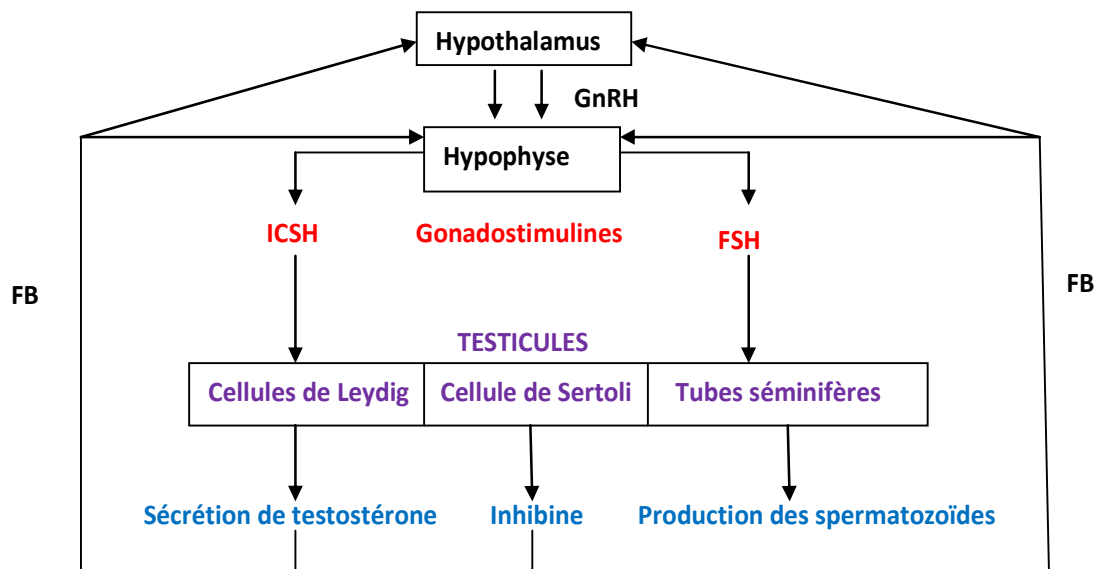 Hypothalamus
GnRH
Hypophyse
ICSH
Gonadostimulines
FSH
FB
FB
TESTICULES
Cellules de Leydig
Cellule de Sertoli
Tubes séminifères
Sécrétion de testostérone
Inhibine
Production des spermatozoïdes